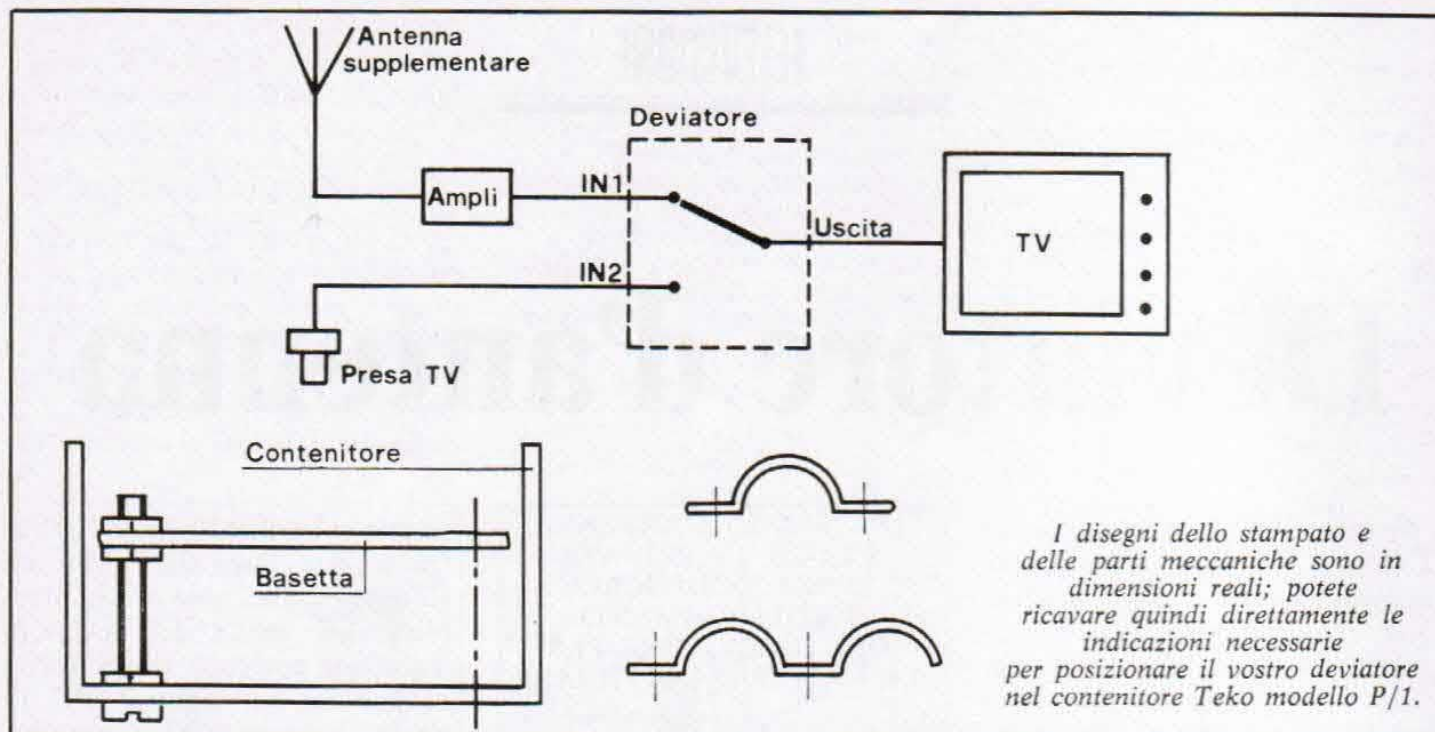 Antenna
supplementare
Deviatore
Ampli
IN1
Uscita
TV
IN2
Presa TV
Contenitore
Basetta
I disegni dello stampato e
delle parti meccaniche sono in
dimensioni reali; potete
ricavare quindi direttamente le
indicazioni necessarie
per posizionare il vostro deviatore
nel contenitore Teko modello P/1.